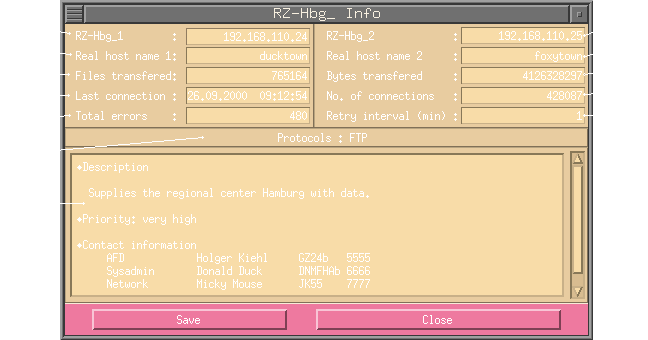 RZ-Hbg_ Info
RZ-Hbg_1 : 192.168.110.24 RZ-Hbg_2 : 192.168.110.25
Real host name 1: ducktown Real host name 2 : foxytown
Files transfered: 765164 Bytes transfered : 4126328297
Last connection : 26.09.2000 09:12:54 No. of connections : 428087
Total errors : 480 Retry interval (min) : 1
Protocols : FTP
♦Description
Supplies the regional center Hamburg with data.
♦Priority: very high
♦Contact information
AFD Holger Kiehl GZ24b 5555
Sysadmin Donald Duck DNMFHAb 6666
Network Micky Mouse JK55 7777
Save Close